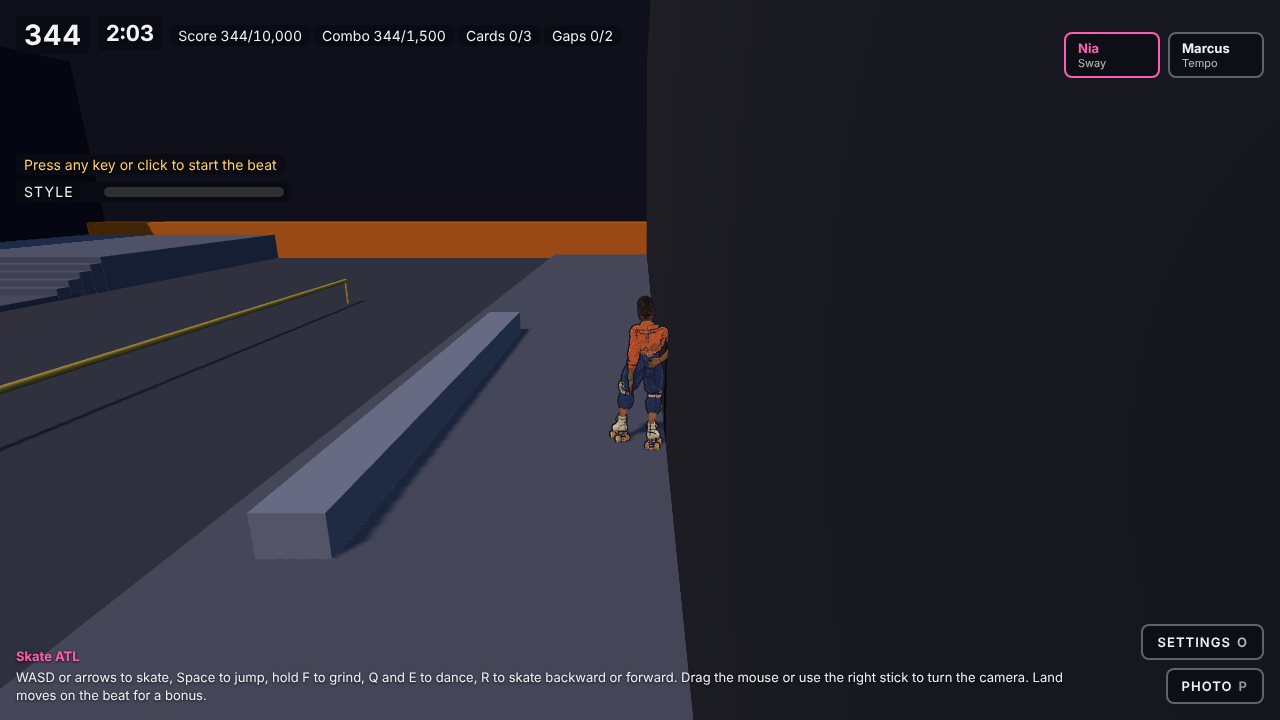 344
2:03
Score 344/10,000
Combo 344/1,500
Cards 0/3
Gaps 0/2
Nia
Sway
Marcus
Tempo
Press any key or click to start the beat
STYLE
SETTINGS O
PHOTO P
Skate ATL
WASD or arrows to skate, Space to jump, hold F to grind, Q and E to dance, R to skate backward or forward. Drag the mouse or use the right stick to turn the camera. Land
moves on the beat for a bonus.